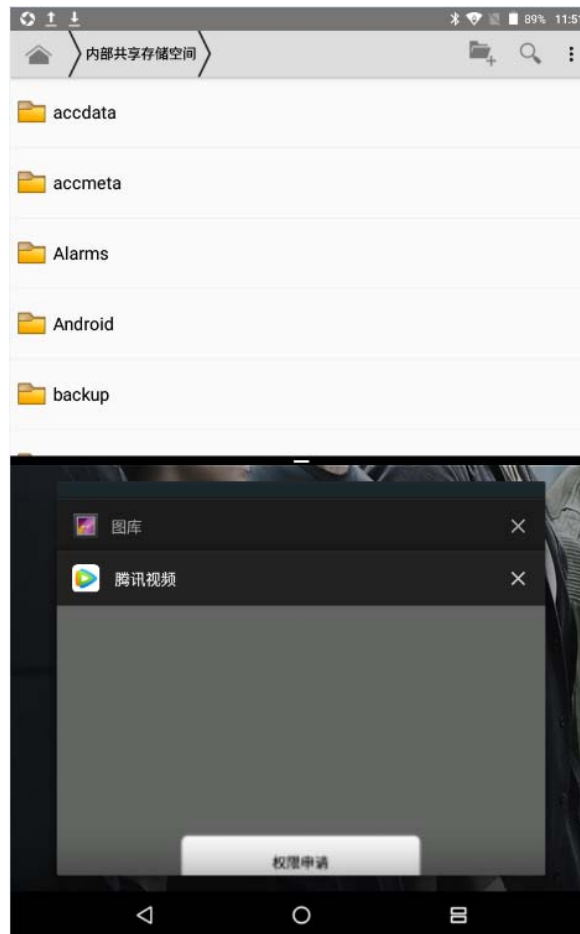 89% 11:51
内部共享存储空间
accdata
accmeta
Alarms
Android
backup
图库
腾讯视频
权限申请